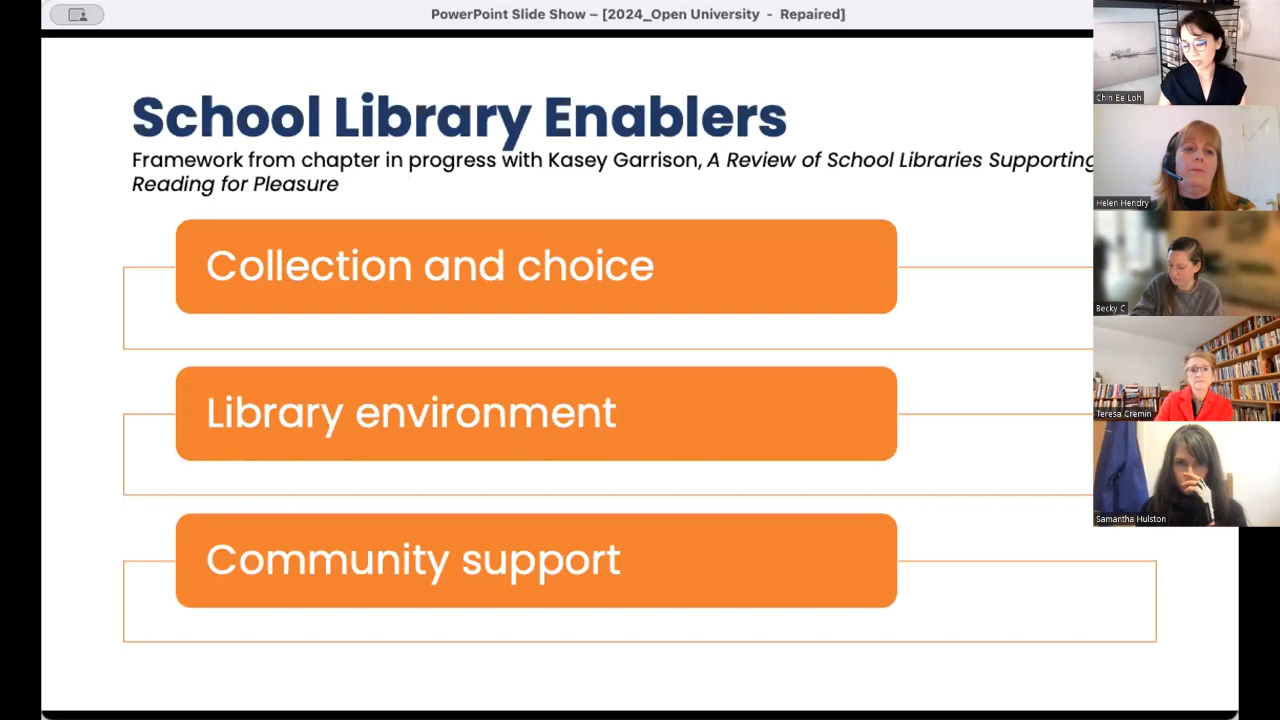 PowerPoint Slide Show – [2024_Open University - Repaired]
School Library Enablers
Framework from chapter in progress with Kasey Garrison, A Review of School Libraries Supporting
Reading for Pleasure
Collection and choice
Library environment
Community support
Chin Ee Loh
Helen Hendry
Becky C
Teresa Cremin
Samantha Hulston